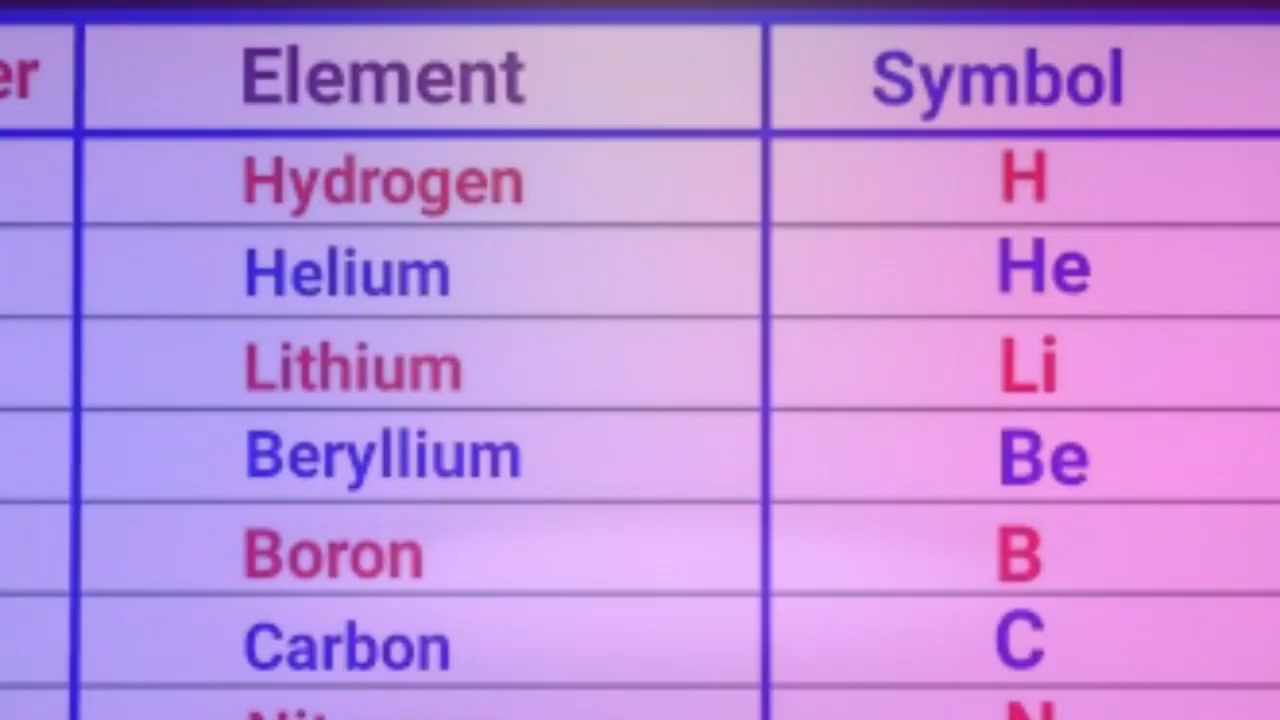 er Element Symbol
Hydrogen H
Helium He
Lithium Li
Beryllium Be
Boron B
Carbon C
N